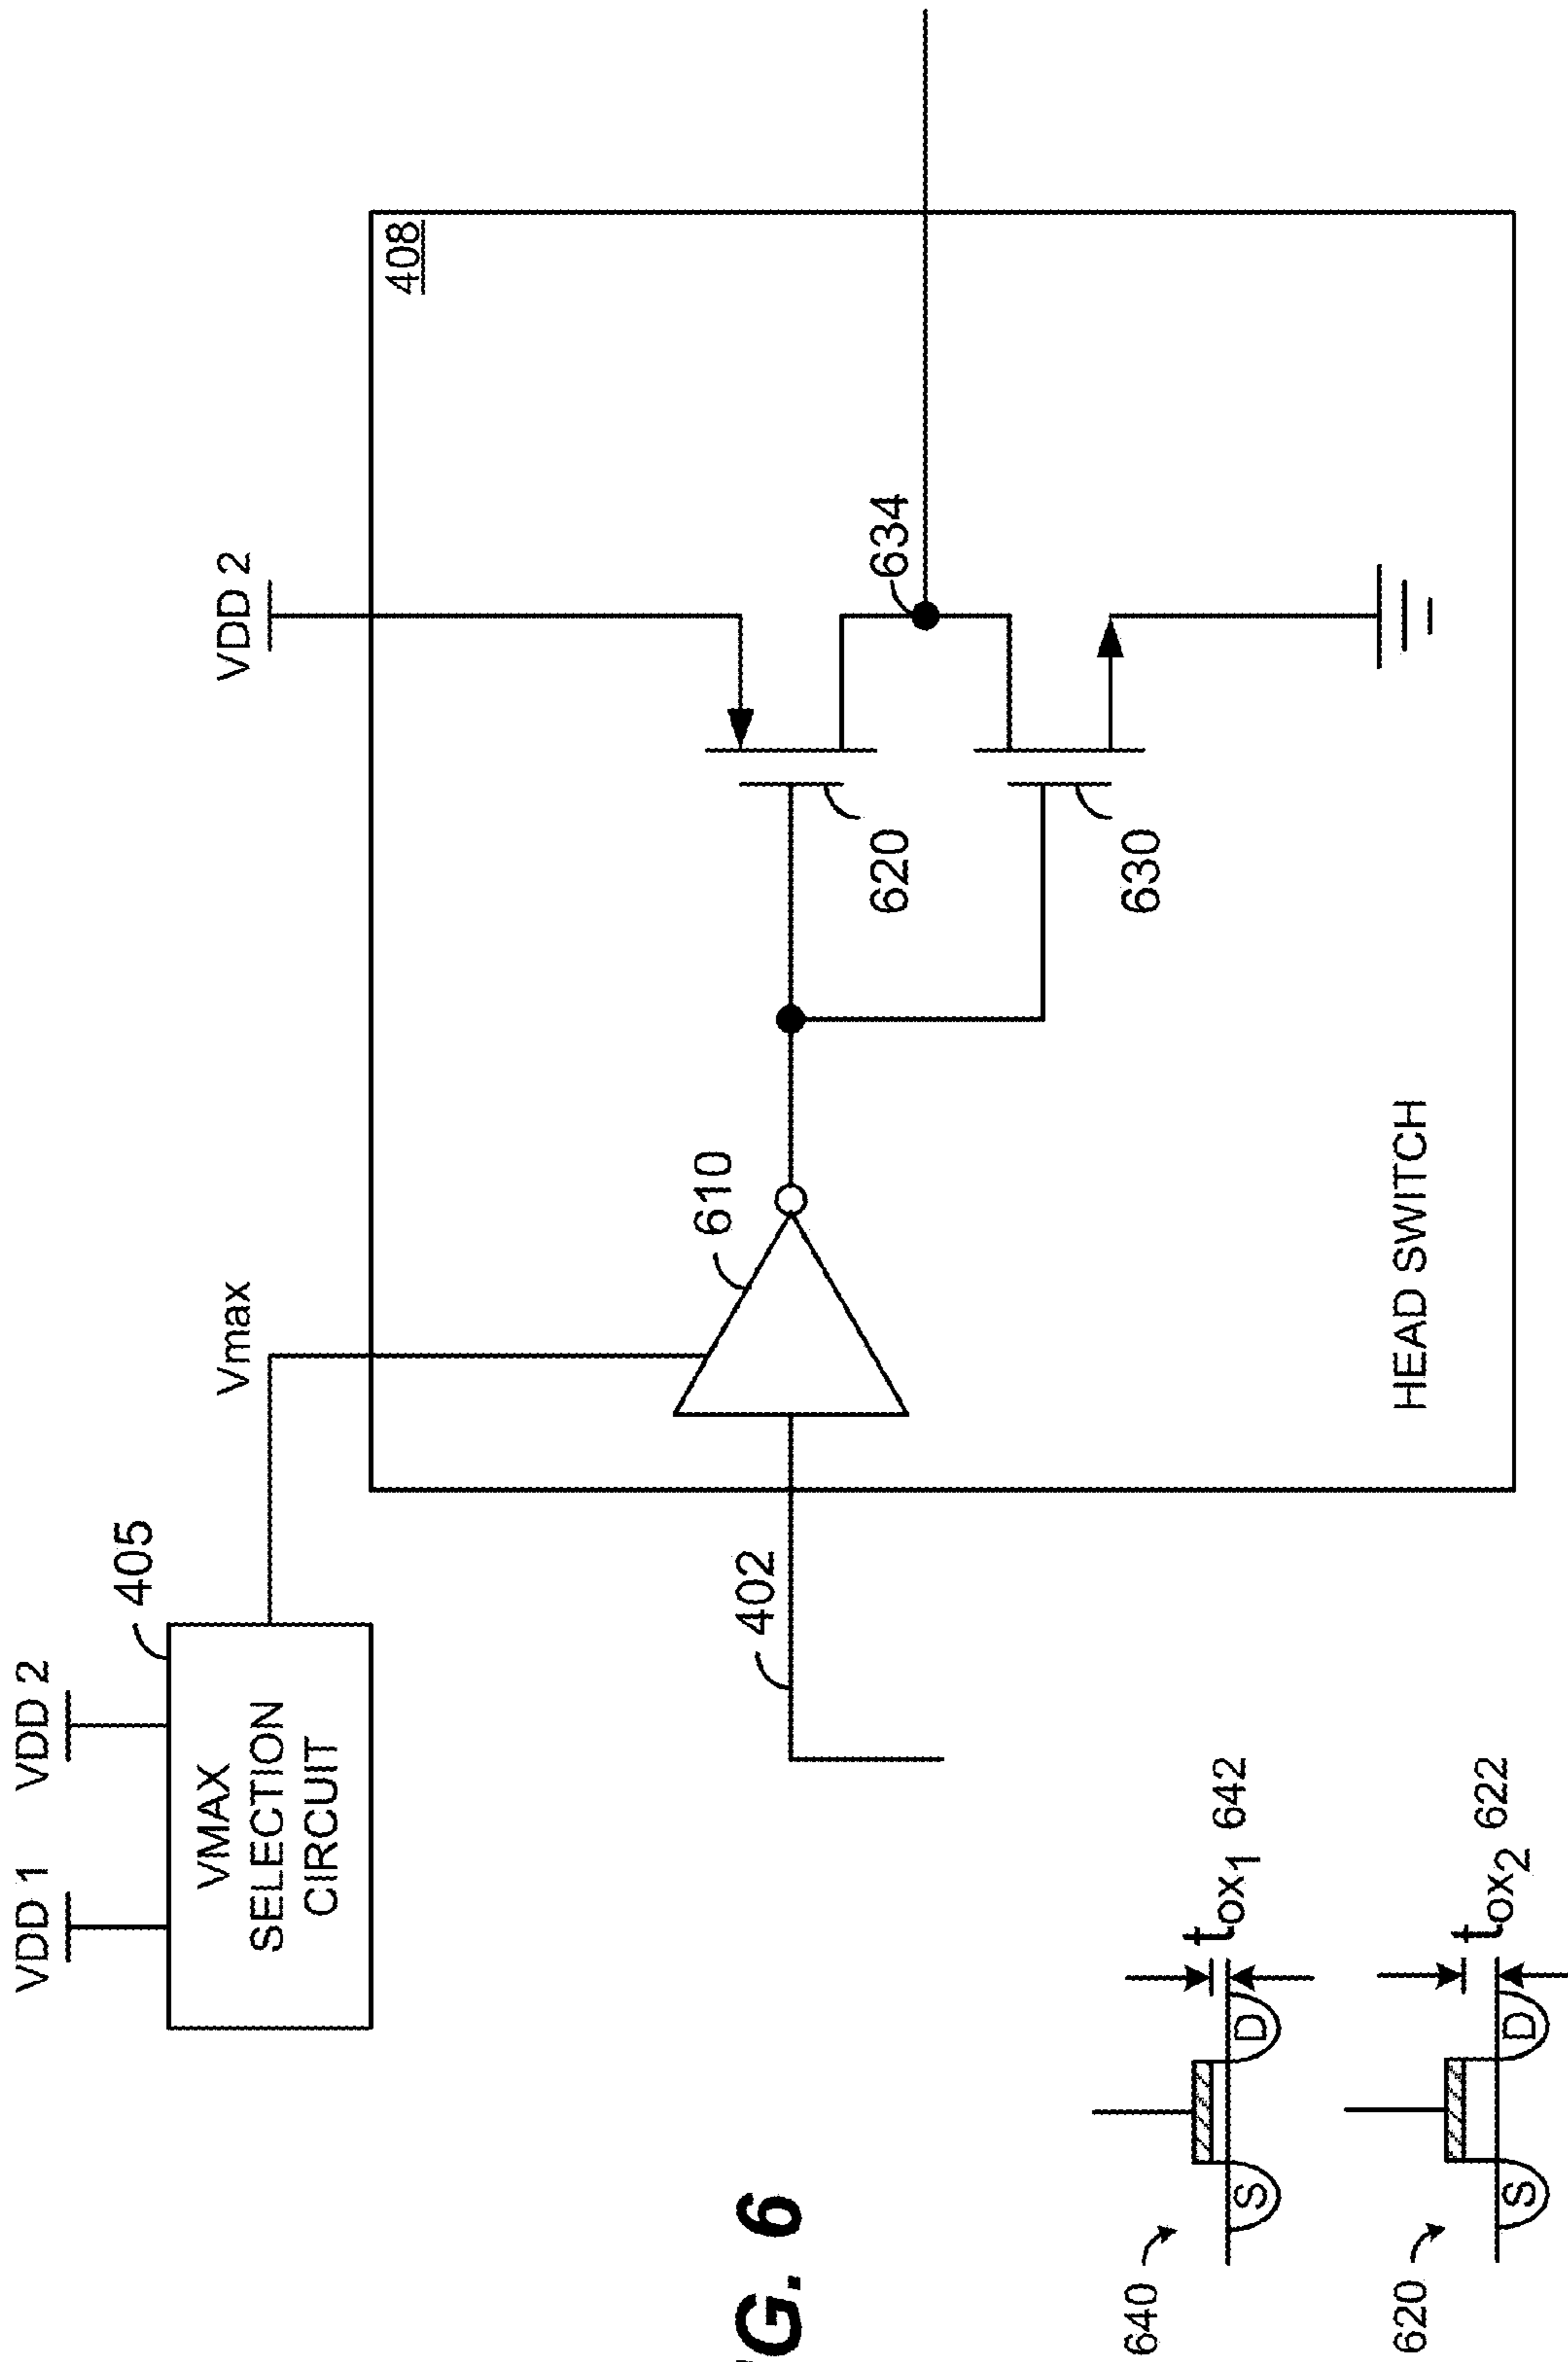 VDD 1
VDD 2
VMAX
SELECTION
CIRCUIT
405
Vmax
VDD 2
408
610
402
620
634
630
HEAD SWITCH
G. 6
640
S
D
tox1 642
620
S
D
tox2 622